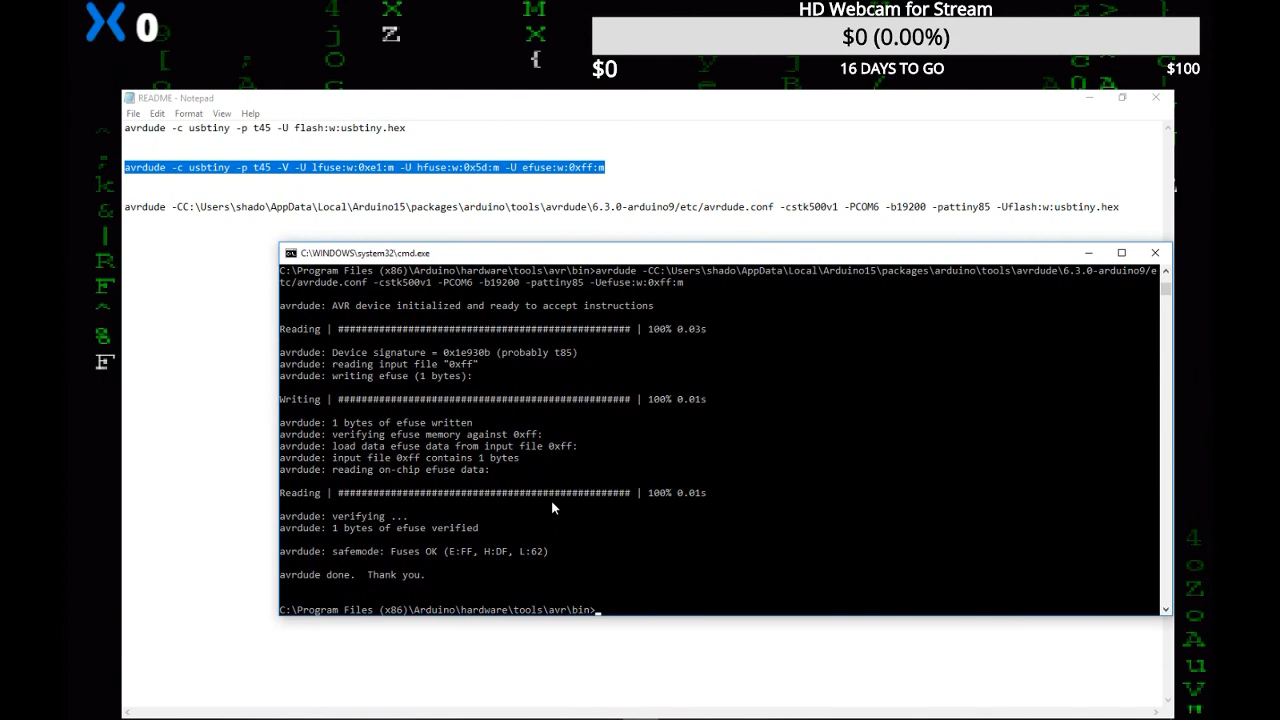 0
HD Webcam for Stream
$0 (0.00%)
$0
16 DAYS TO GO
$100
README - Notepad
File Edit Format View Help
avrdude -c usbtiny -p t45 -U flash:w:usbtiny.hex
avrdude -c usbtiny -p t45 -V -U lfuse:w:0xe1:m -U hfuse:w:0x5d:m -U efuse:w:0xff:m
avrdude -CC:\Users\shado\AppData\Local\Arduino15\packages\arduino\tools\avrdude\6.3.0-arduino9/etc/avrdude.conf -cstk500v1 -PCOM6 -b19200 -pattiny85 -Uflash:w:usbtiny.hex
C:\WINDOWS\system32\cmd.exe
C:\Program Files (x86)\Arduino\hardware\tools\avr\bin>avrdude -CC:\Users\shado\AppData\Local\Arduino15\packages\arduino\tools\avrdude\6.3.0-arduino9/e
tc/avrdude.conf -cstk500v1 -PCOM6 -b19200 -pattiny85 -Uefuse:w:0xff:m
avrdude: AVR device initialized and ready to accept instructions
Reading | ################################################## | 100% 0.03s
avrdude: Device signature = 0x1e930b (probably t85)
avrdude: reading input file "0xff"
avrdude: writing efuse (1 bytes):
Writing | ################################################## | 100% 0.01s
avrdude: 1 bytes of efuse written
avrdude: verifying efuse memory against 0xff:
avrdude: load data efuse data from input file 0xff:
avrdude: input file 0xff contains 1 bytes
avrdude: reading on-chip efuse data:
Reading | ################################################## | 100% 0.01s
avrdude: verifying ...
avrdude: 1 bytes of efuse verified
avrdude: safemode: Fuses OK (E:FF, H:DF, L:62)
avrdude done.  Thank you.
C:\Program Files (x86)\Arduino\hardware\tools\avr\bin>